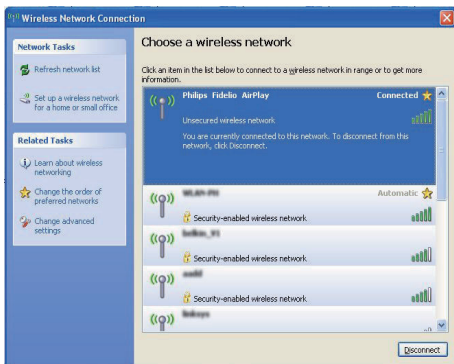 Wireless Network Connection
Network Tasks
Refresh network list
Set up a wireless network
for a home or small office
Related Tasks
Learn about wireless
networking
Change the order of
preferred networks
Change advanced
settings
Choose a wireless network
Click an item in the list below to connect to a wireless network in range or to get more
information.
Philips Fidelio AirPlay
Connected
Unsecured wireless network
You are currently connected to this network. To disconnect from this
network, click Disconnect.
Automatic
Security-enabled wireless network
Security-enabled wireless network
Security-enabled wireless network
Disconnect